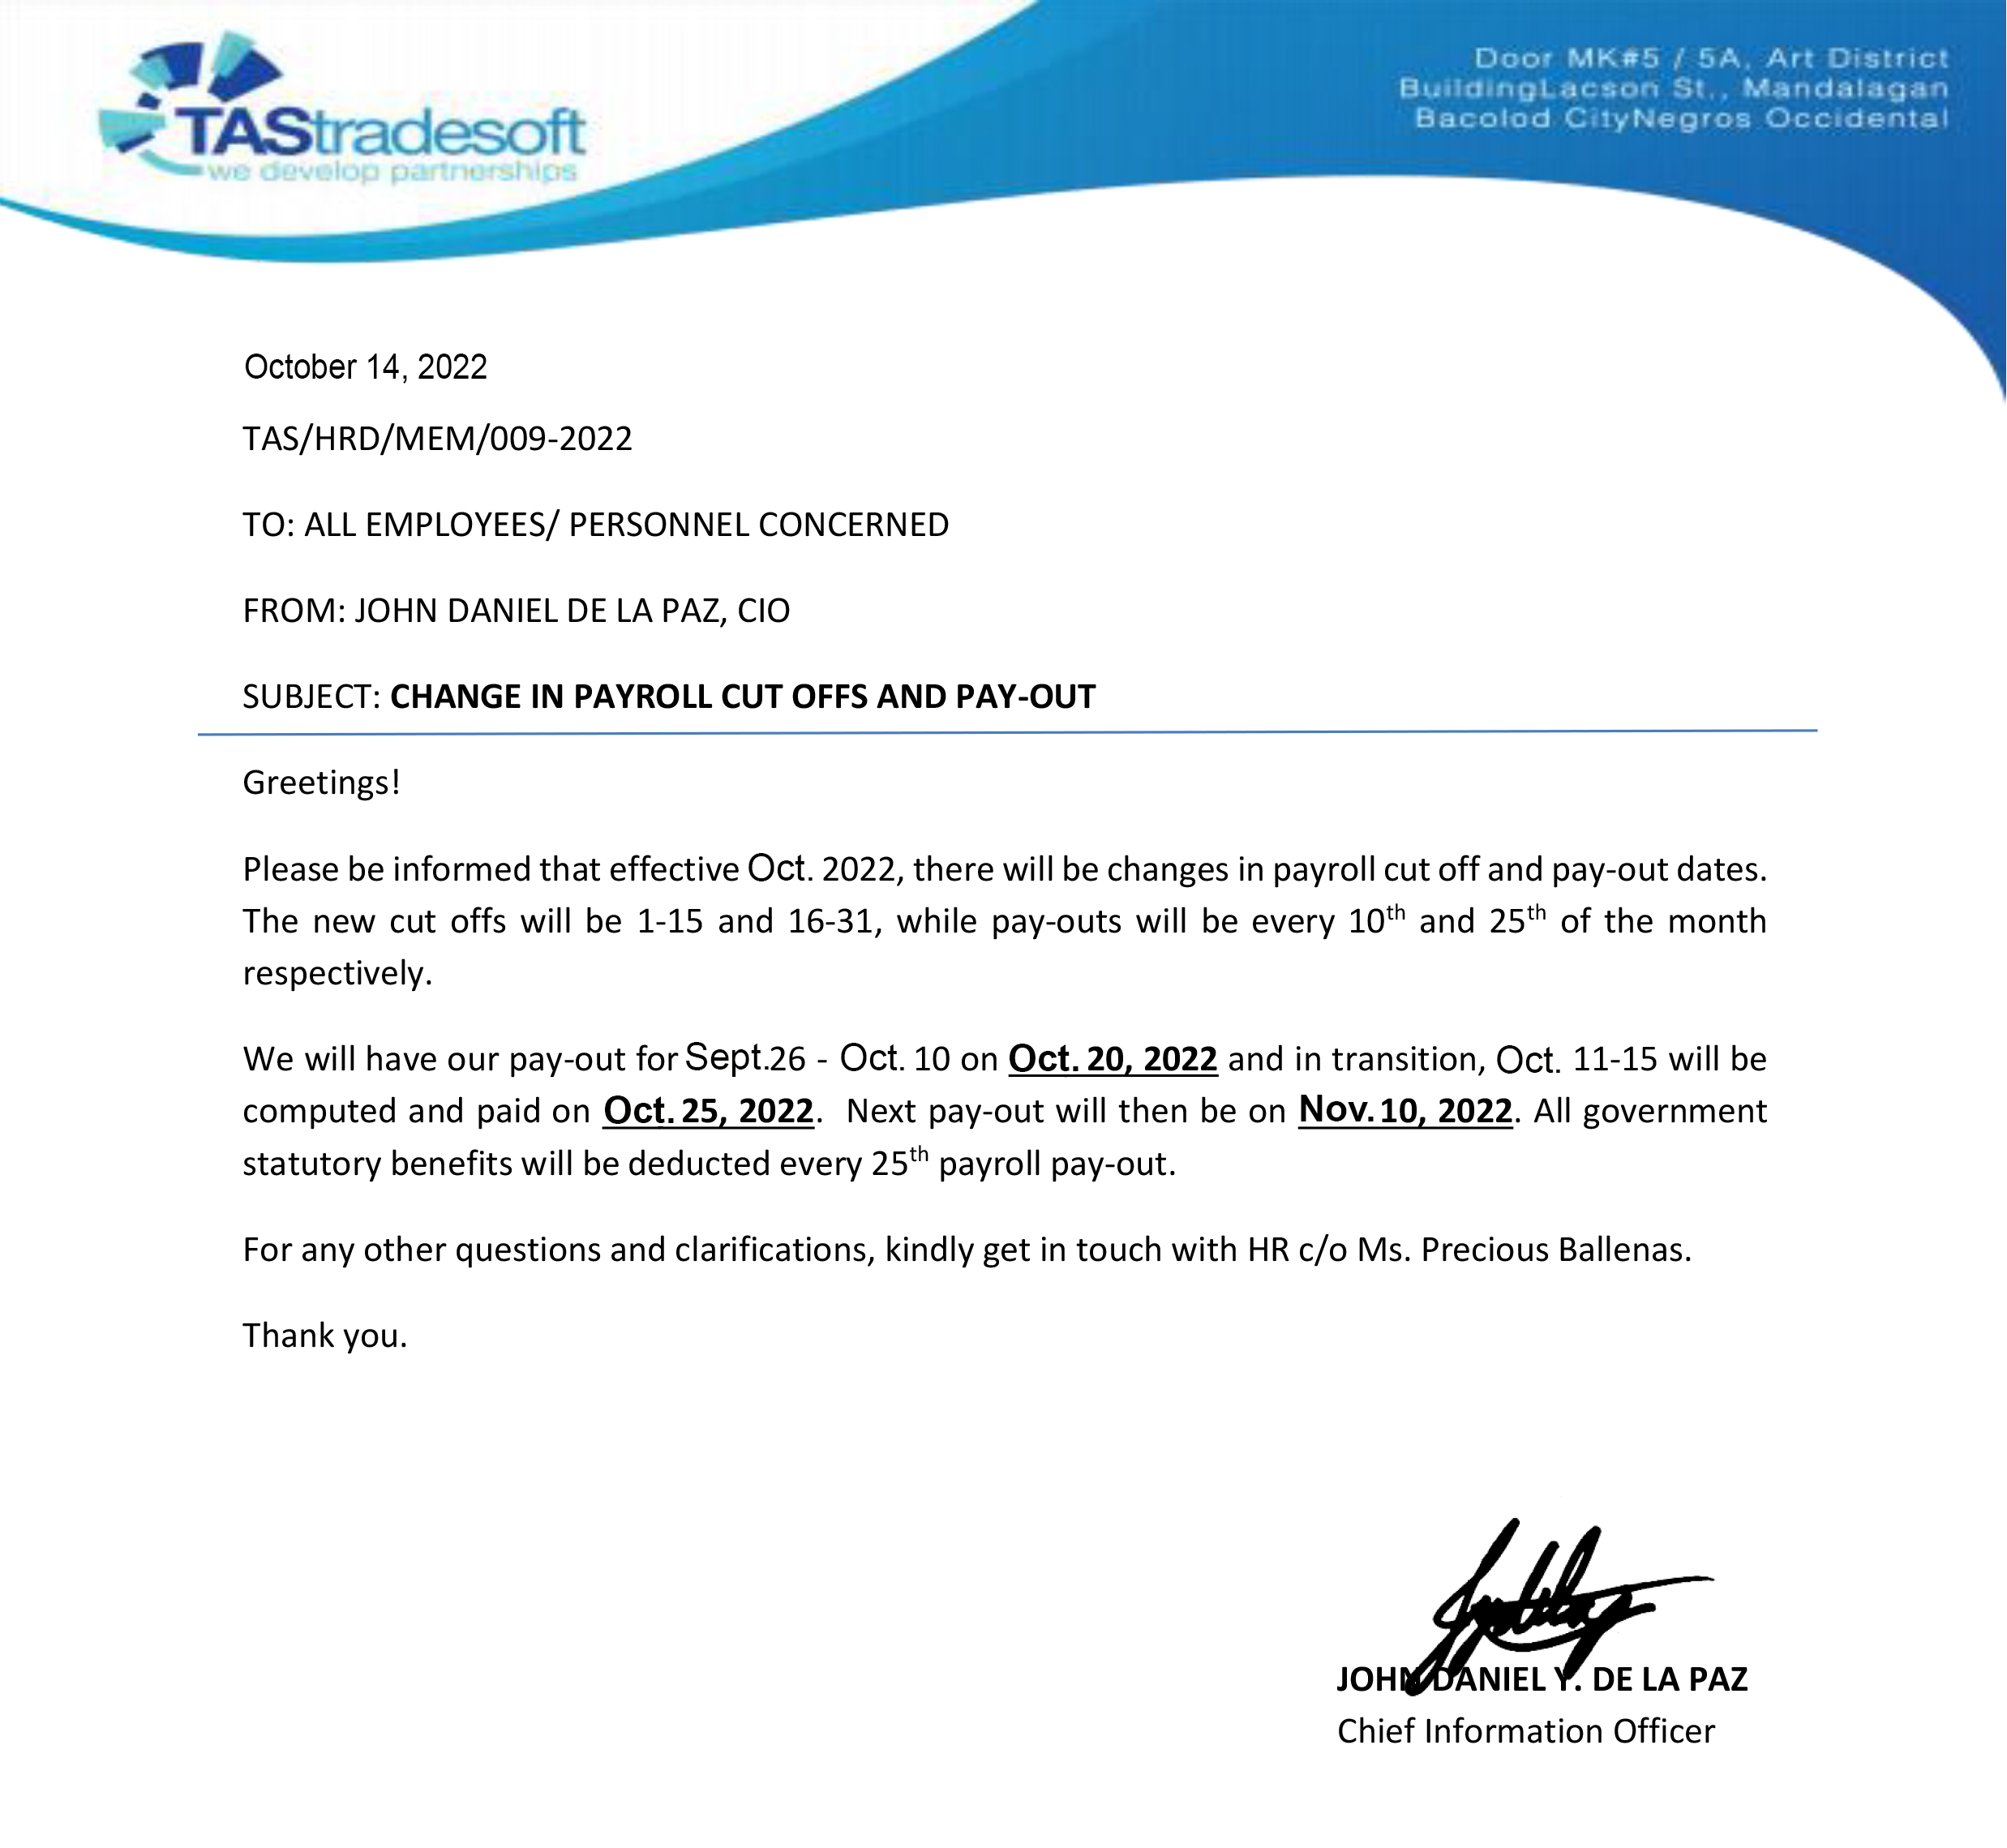 TAStradesoft
we develop partnerships
Door MK#5 / 5A, Art District
BuildingLacson St., Mandalagan
Bacolod CityNegros Occidental
October 14, 2022
TAS/HRD/MEM/009-2022
TO: ALL EMPLOYEES/ PERSONNEL CONCERNED
FROM: JOHN DANIEL DE LA PAZ, CIO
SUBJECT: CHANGE IN PAYROLL CUT OFFS AND PAY-OUT
Greetings!
Please be informed that effective Oct. 2022, there will be changes in payroll cut off and pay-out dates.
The new cut offs will be 1-15 and 16-31, while pay-outs will be every 10th and 25th of the month
respectively.
We will have our pay-out for Sept.26 - Oct. 10 on Oct. 20, 2022 and in transition, Oct. 11-15 will be
computed and paid on Oct. 25, 2022. Next pay-out will then be on Nov. 10, 2022. All government
statutory benefits will be deducted every 25th payroll pay-out.
For any other questions and clarifications, kindly get in touch with HR c/o Ms. Precious Ballenas.
Thank you.
JOHN DANIEL Y. DE LA PAZ
Chief Information Officer